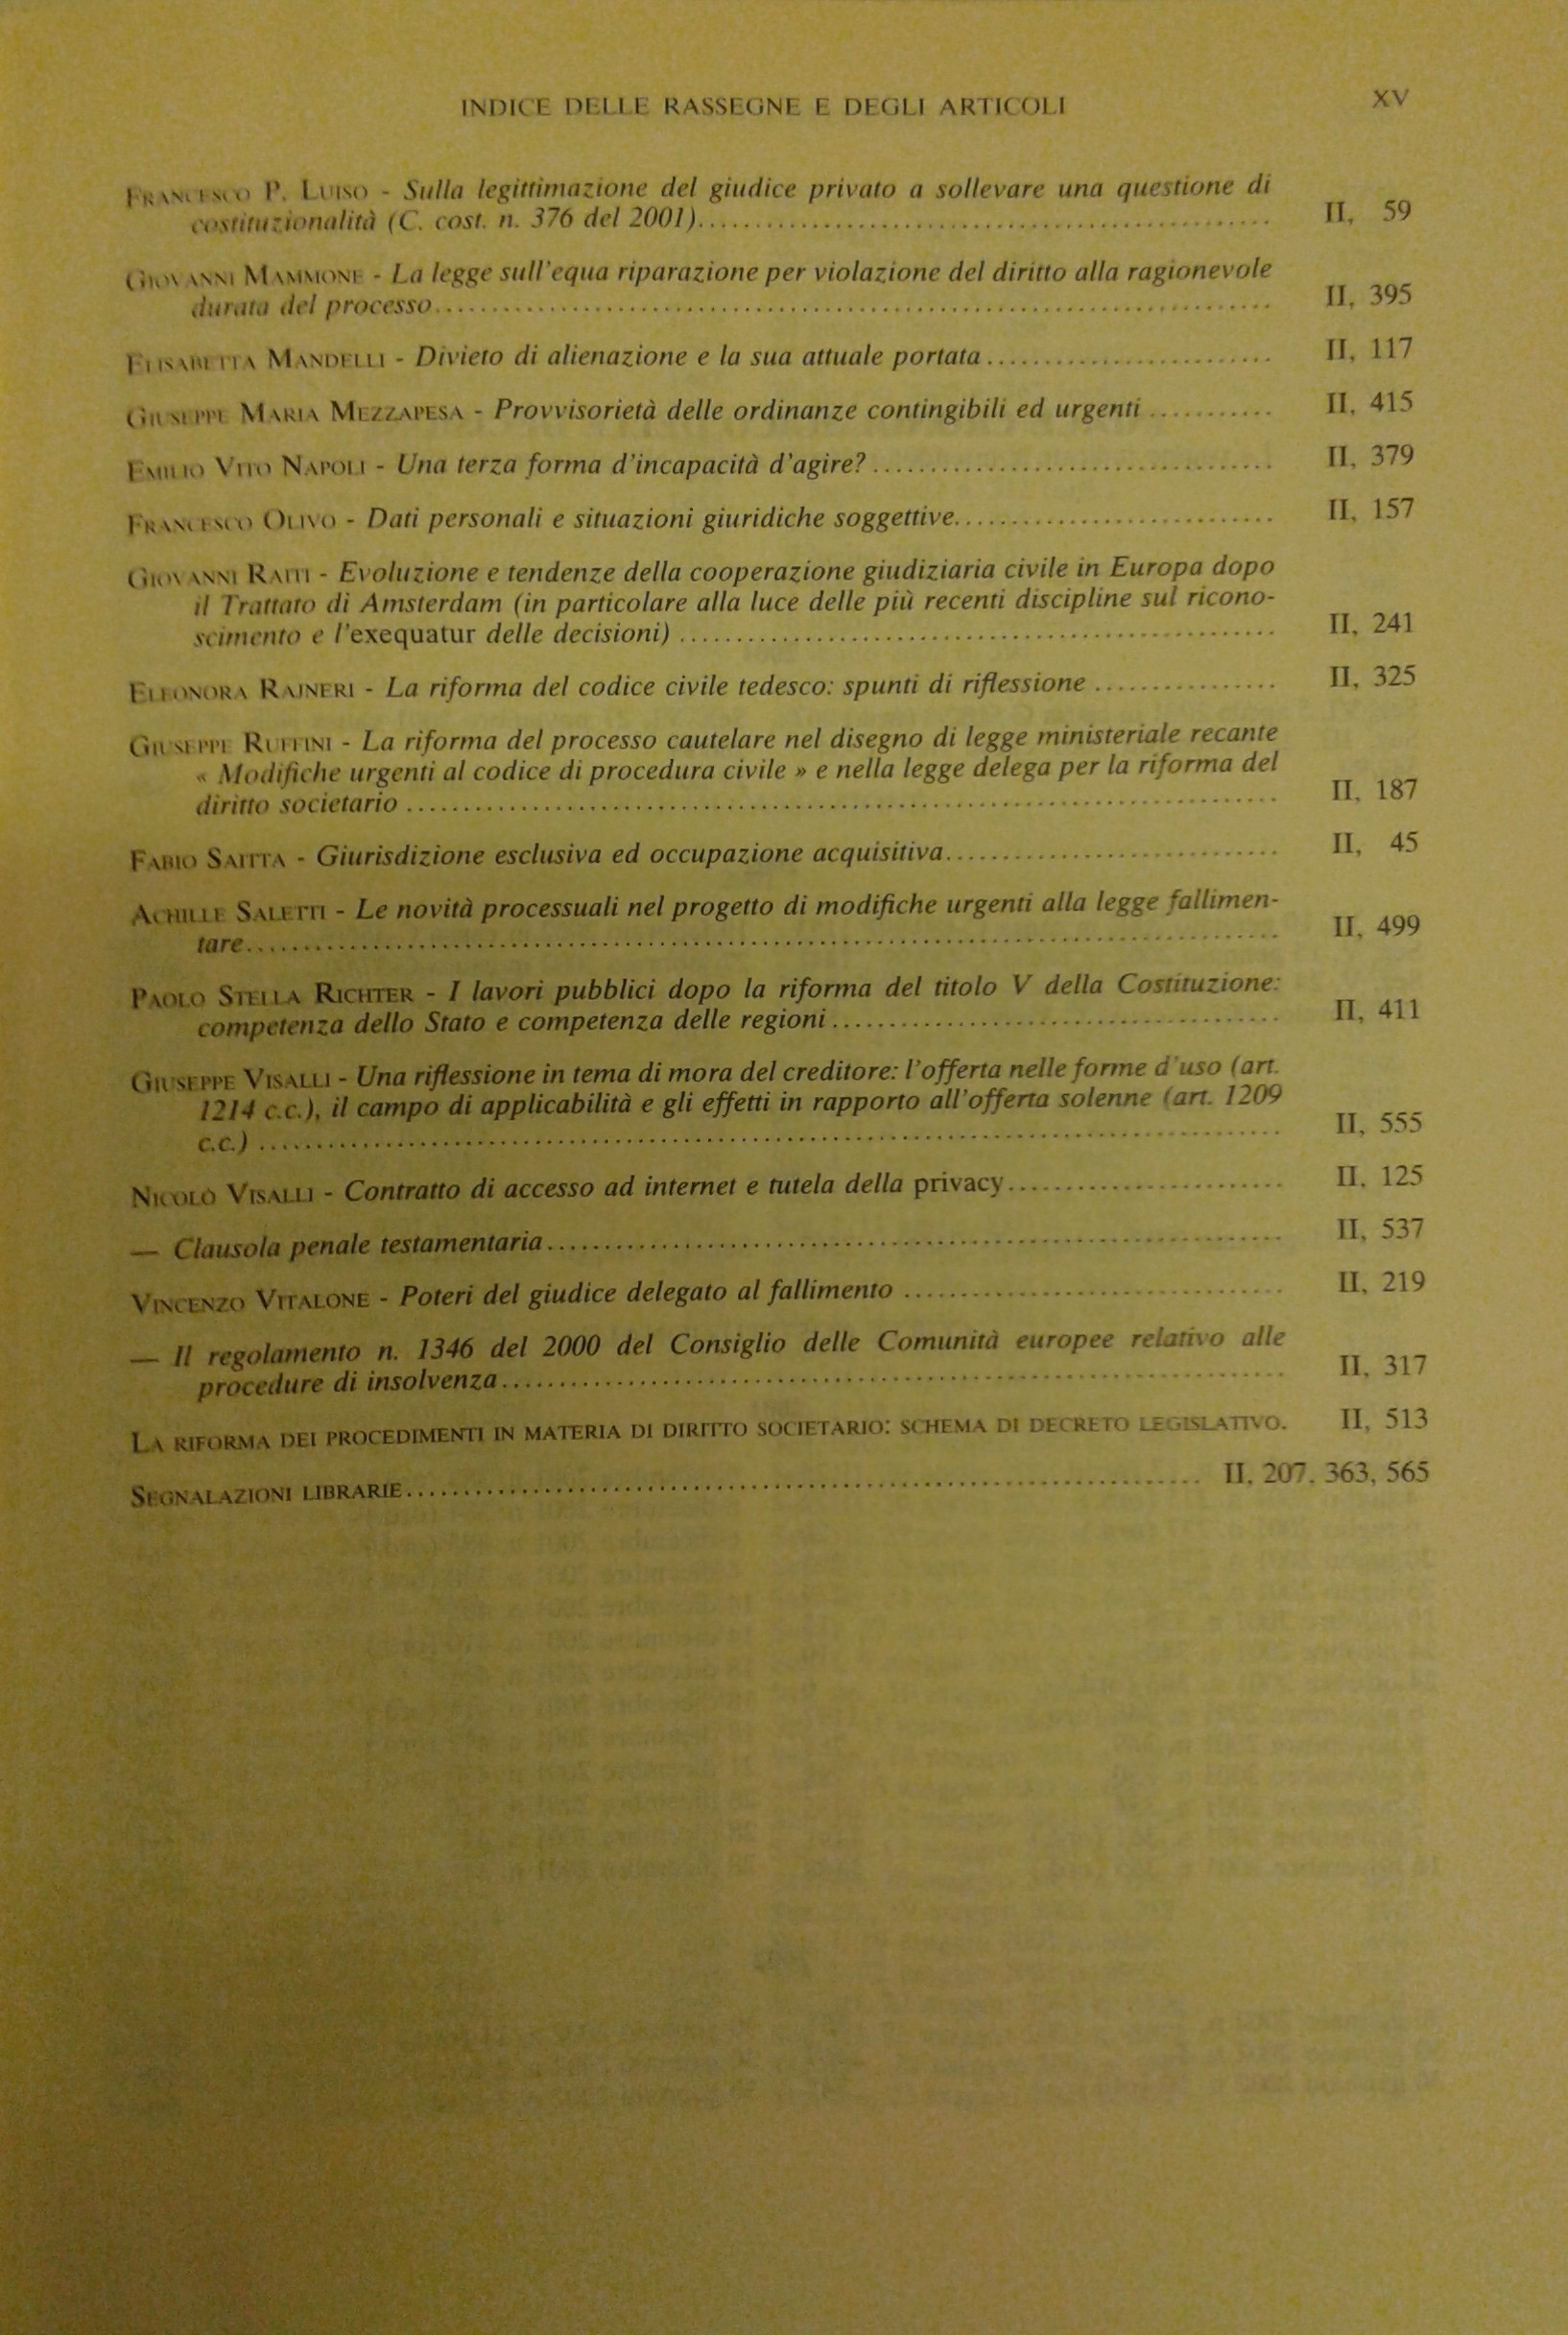 INDICE DELLE RASSEGNE E DEGLI ARTICOLI XV
FRANCESCO P. LUISO - Sulla legittimazione del giudice privato a sollevare una questione di
costituzionalità (C. cost. n. 376 del 2001) II, 59
GIOVANNI MAMMONE - La legge sull'equa riparazione per violazione del diritto alla ragionevole
durata del processo II, 395
ELISABETTA MANDELLI - Divieto di alienazione e la sua attuale portata II, 117
GIUSEPPE MARIA MEZZAPESA - Provvisorietà delle ordinanze contingibili ed urgenti II, 415
EMILIO VITO NAPOLI - Una terza forma d'incapacità d'agire? II, 379
FRANCESCO OLIVO - Dati personali e situazioni giuridiche soggettive II, 157
GIOVANNI RAITI - Evoluzione e tendenze della cooperazione giudiziaria civile in Europa dopo
il Trattato di Amsterdam (in particolare alla luce delle più recenti discipline sul ricono-
scimento e l'exequatur delle decisioni) II, 241
ELEONORA RAJNERI - La riforma del codice civile tedesco: spunti di riflessione II, 325
GIUSEPPE RUFFINI - La riforma del processo cautelare nel disegno di legge ministeriale recante
« Modifiche urgenti al codice di procedura civile » e nella legge delega per la riforma del
diritto societario II, 187
FABIO SAITTA - Giurisdizione esclusiva ed occupazione acquisitiva II, 45
ACHILLE SALETTI - Le novità processuali nel progetto di modifiche urgenti alla legge fallimen-
tare II, 499
PAOLO STELLA RICHTER - I lavori pubblici dopo la riforma del titolo V della Costituzione:
competenza dello Stato e competenza delle regioni II, 411
GIUSEPPE VISALLI - Una riflessione in tema di mora del creditore: l'offerta nelle forme d'uso (art.
1214 c.c.), il campo di applicabilità e gli effetti in rapporto all'offerta solenne (art. 1209
c.c.) II, 555
NICOLÒ VISALLI - Contratto di accesso ad internet e tutela della privacy II, 125
— Clausola penale testamentaria II, 537
VINCENZO VITALONE - Poteri del giudice delegato al fallimento II, 219
— Il regolamento n. 1346 del 2000 del Consiglio delle Comunità europee relativo alle
procedure di insolvenza II, 317
LA RIFORMA DEI PROCEDIMENTI IN MATERIA DI DIRITTO SOCIETARIO: SCHEMA DI DECRETO LEGISLATIVO. II, 513
SEGNALAZIONI LIBRARIE II, 207, 363, 565